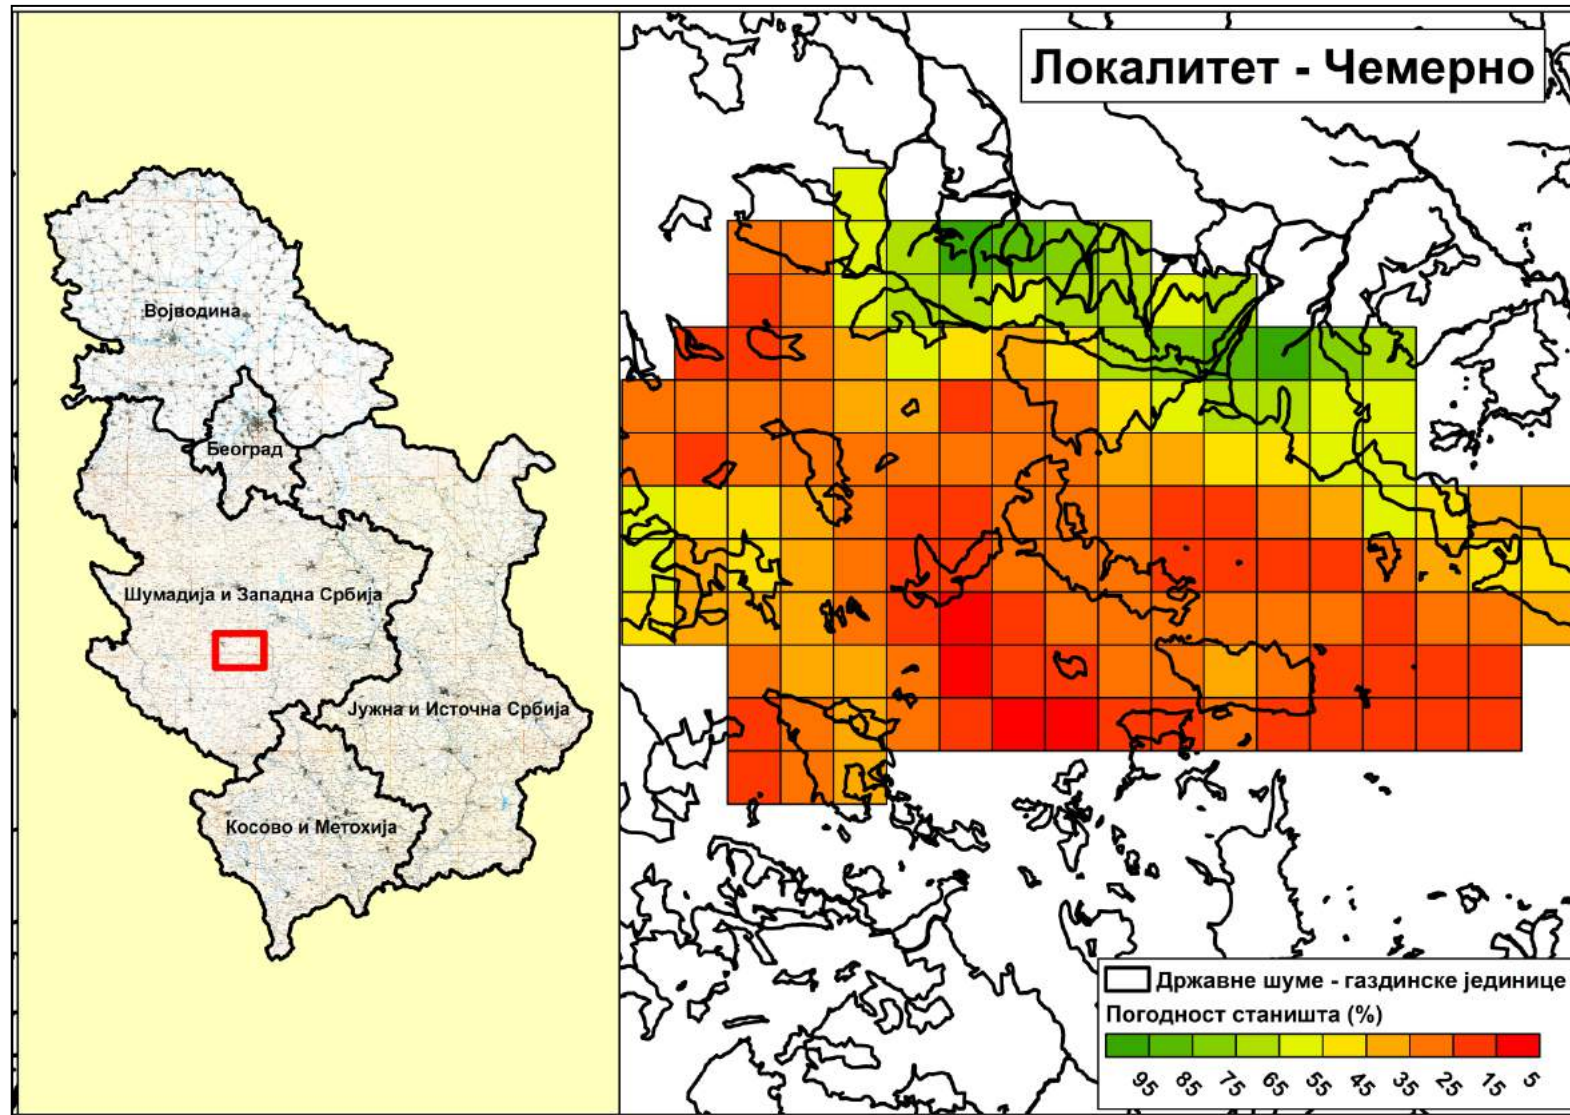 Локалитет - Чемерно
Војводина
Београд
Шумадија и Западна Србија
Јужна и Источна Србија
Косово и Метохија
Државне шуме - газдинске јединице
Погодност станишта (%)
95 85 75 65 55 45 35 25 15 5